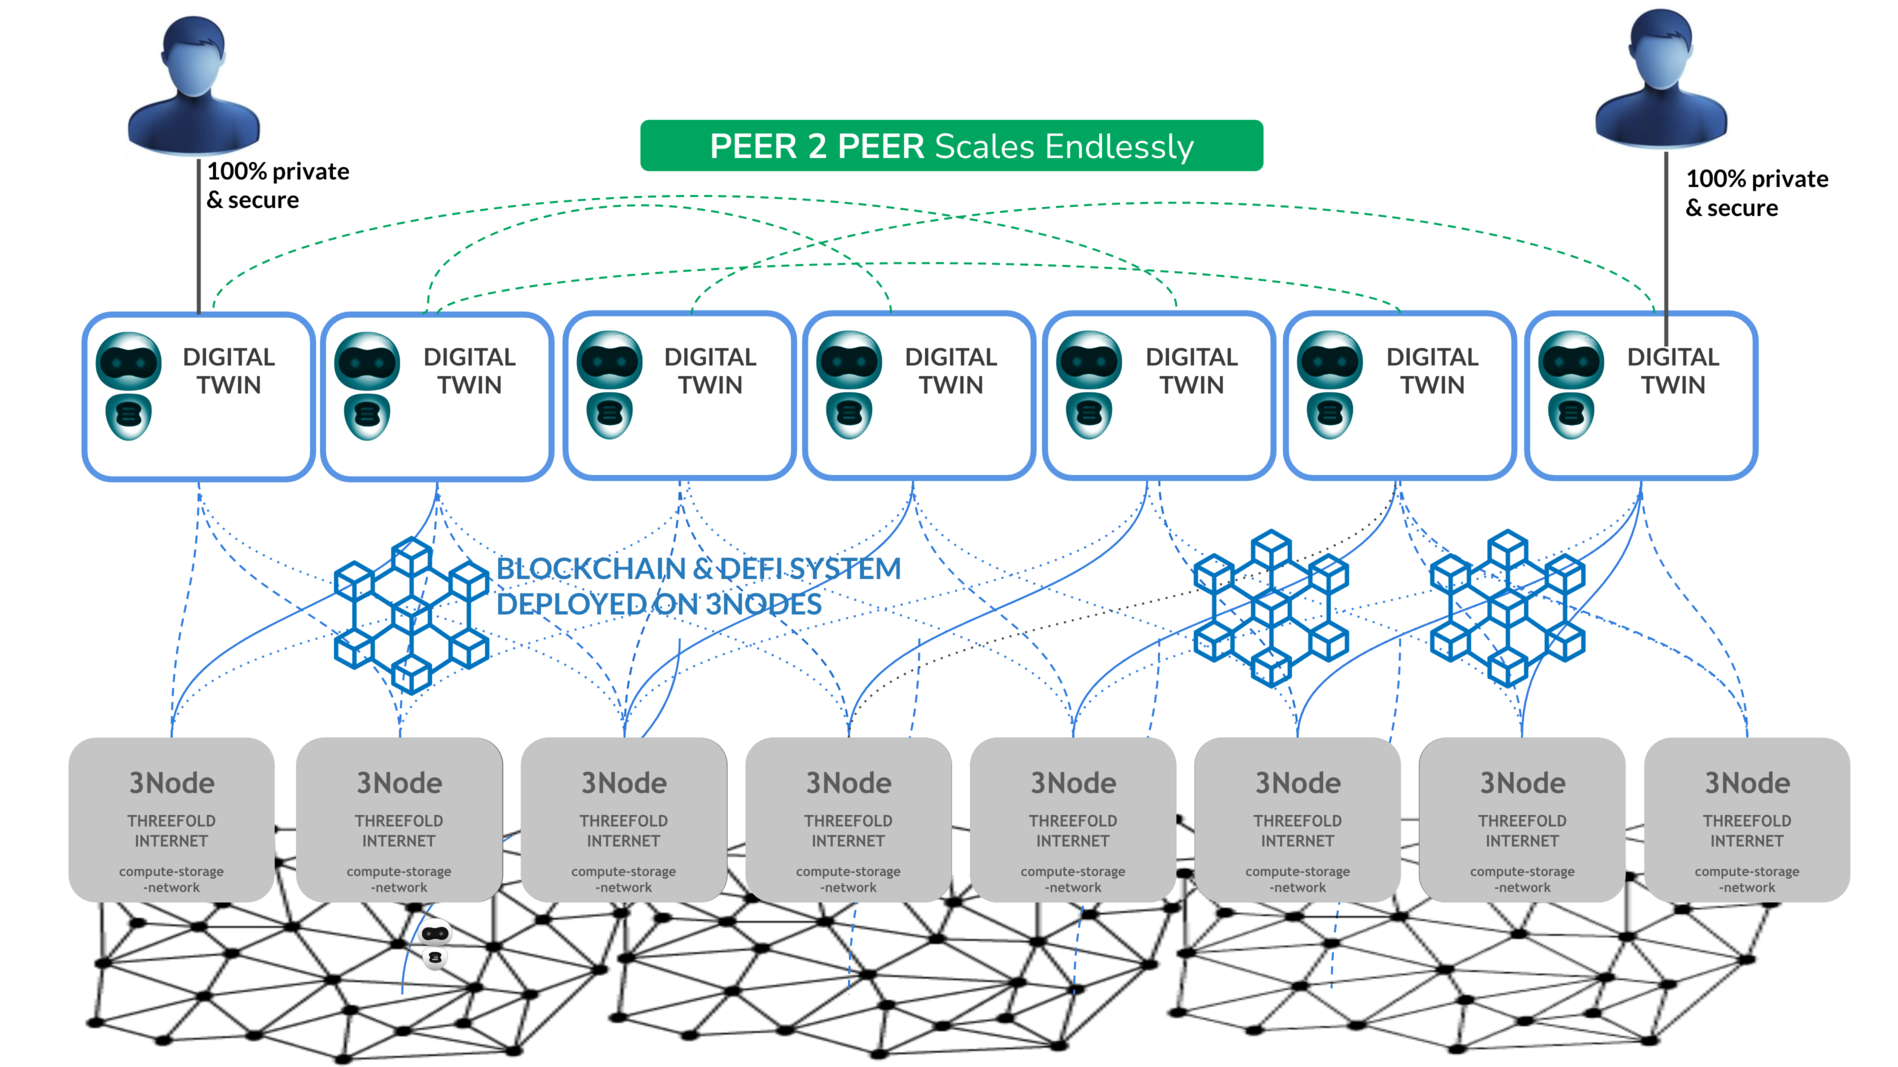 100% private
& secure
PEER 2 PEER Scales Endlessly
100% private
& secure
DIGITAL
TWIN
DIGITAL
TWIN
DIGITAL
TWIN
DIGITAL
TWIN
DIGITAL
TWIN
DIGITAL
TWIN
DIGITAL
TWIN
BLOCKCHAIN & DEFI SYSTEM
DEPLOYED ON 3NODES
3Node
THREEFOLD
INTERNET
compute-storage
-network
3Node
THREEFOLD
INTERNET
compute-storage
-network
3Node
THREEFOLD
INTERNET
compute-storage
-network
3Node
THREEFOLD
INTERNET
compute-storage
-network
3Node
THREEFOLD
INTERNET
compute-storage
-network
3Node
THREEFOLD
INTERNET
compute-storage
-network
3Node
THREEFOLD
INTERNET
compute-storage
-network
3Node
THREEFOLD
INTERNET
compute-storage
-network